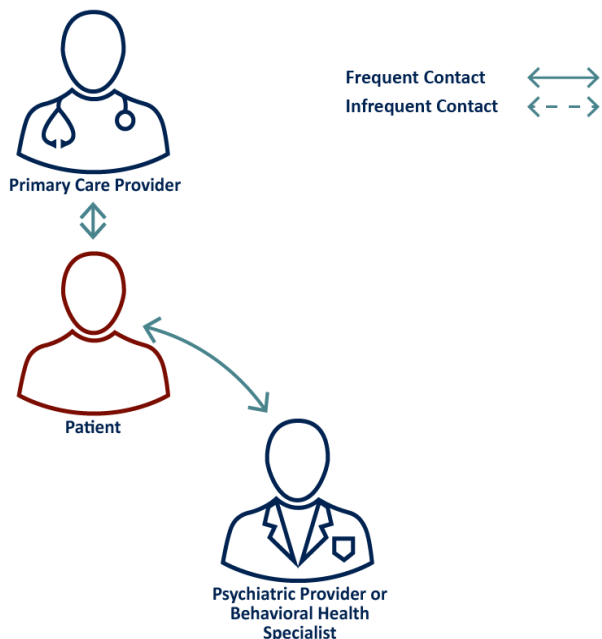 Frequent Contact
Infrequent Contact
Primary Care Provider
Patient
Psychiatric Provider or
Behavioral Health
Specialist